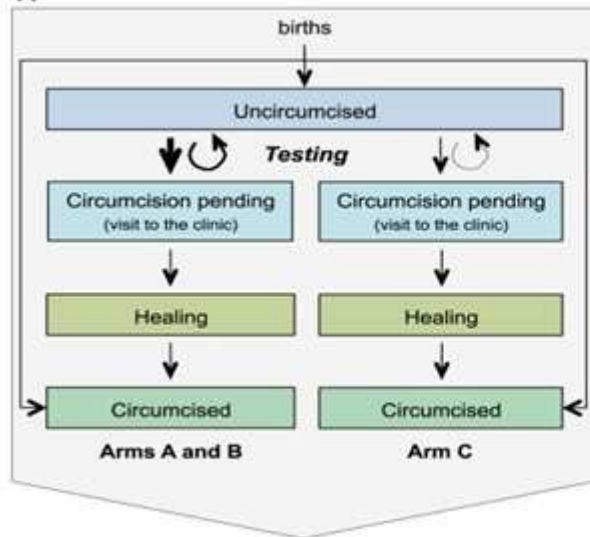 births
Uncircumcised
Testing
Circumcision pending
(visit to the clinic)
Circumcision pending
(visit to the clinic)
Healing
Healing
Circumcised
Circumcised
Arms A and B
Arm C